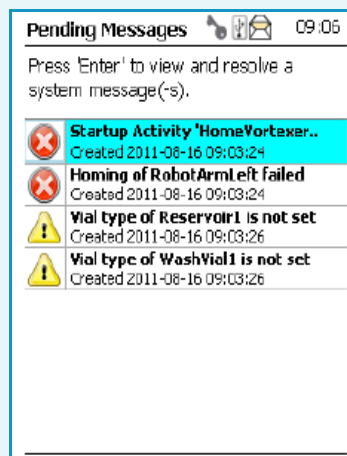 Pending Messages 09:06
Press 'Enter' to view and resolve a
system message(-s).
Startup Activity 'HomeVortexer..
Created 2011-08-16 09:03:24
Homing of RobotArmLeft failed
Created 2011-08-16 09:03:24
Vial type of Reservoir1 is not set
Created 2011-08-16 09:03:26
Vial type of WashVial1 is not set
Created 2011-08-16 09:03:26